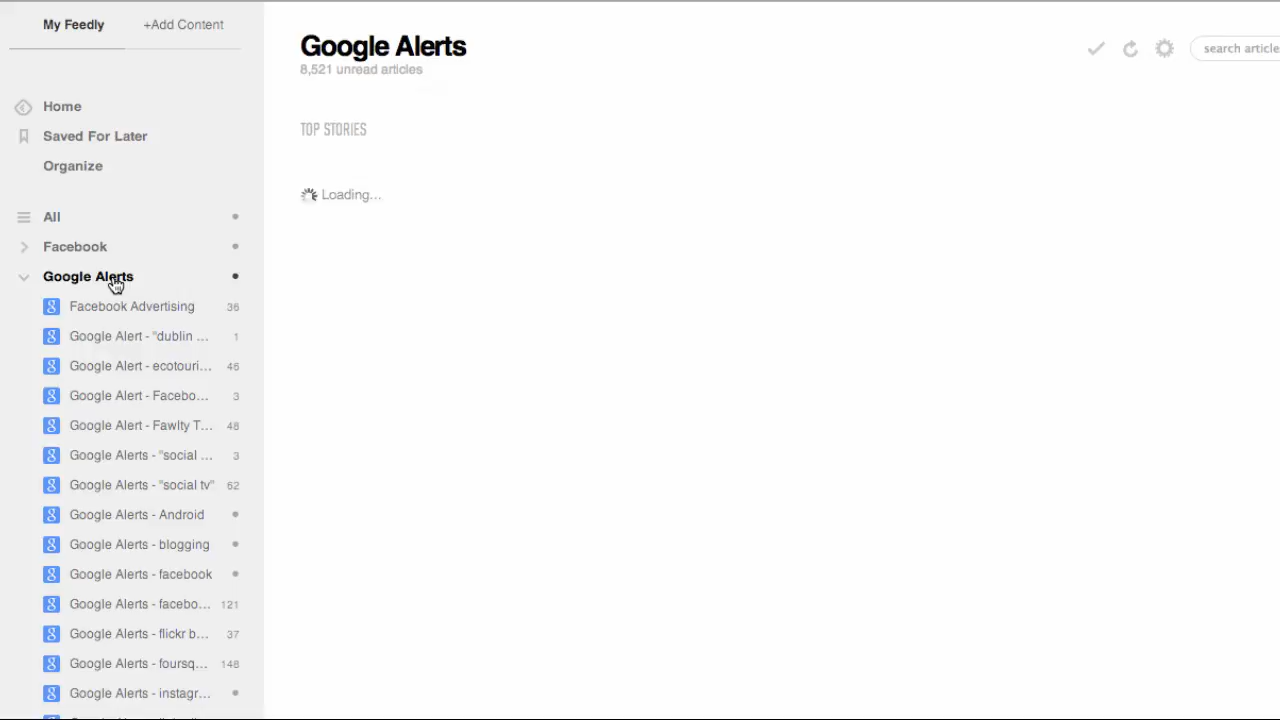 My Feedly
+Add Content
Home
Saved For Later
Organize
All
Facebook
Google Alerts
Facebook Advertising 36
Google Alert - "dublin ... 1
Google Alert - ecotouri... 46
Google Alert - Facebo... 3
Google Alert - Fawlty T... 48
Google Alerts - "social ... 3
Google Alerts - "social tv" 62
Google Alerts - Android
Google Alerts - blogging
Google Alerts - facebook
Google Alerts - facebo... 121
Google Alerts - flickr b... 37
Google Alerts - foursq... 148
Google Alerts - instagr...
Google Alerts
8,521 unread articles
search article
TOP STORIES
Loading...